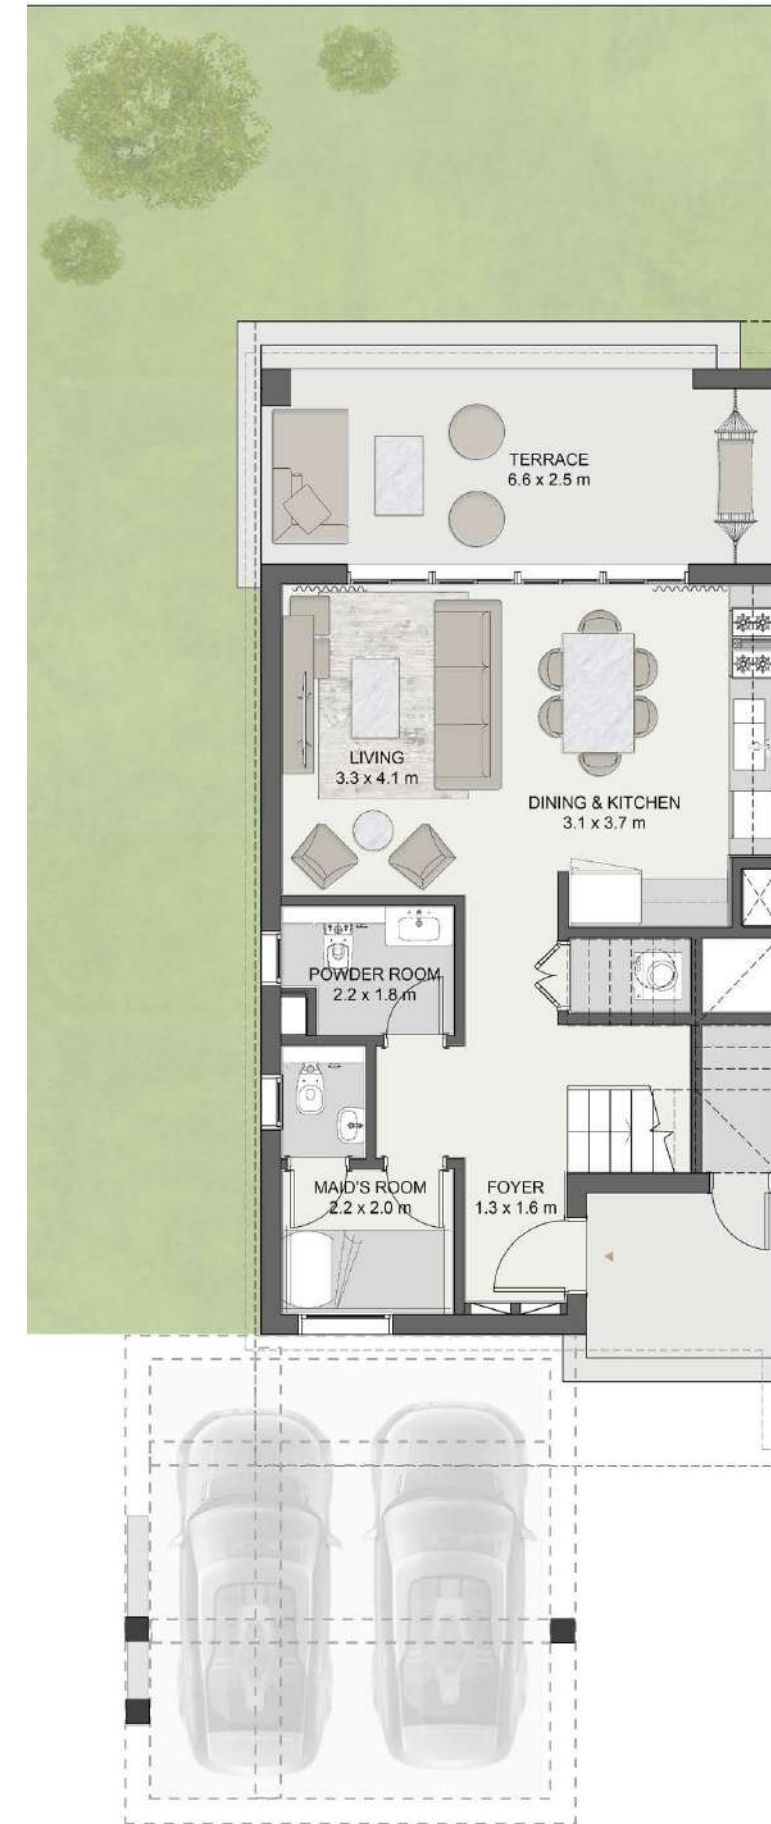 TERRACE
6.6 x 2.5 m
LIVING
3.3 x 4.1 m
DINING & KITCHEN
3.1 x 3.7 m
POWDER ROOM
2.2 x 1.8 m
MAID'S ROOM
2.2 x 2.0 m
FOYER
1.3 x 1.6 m